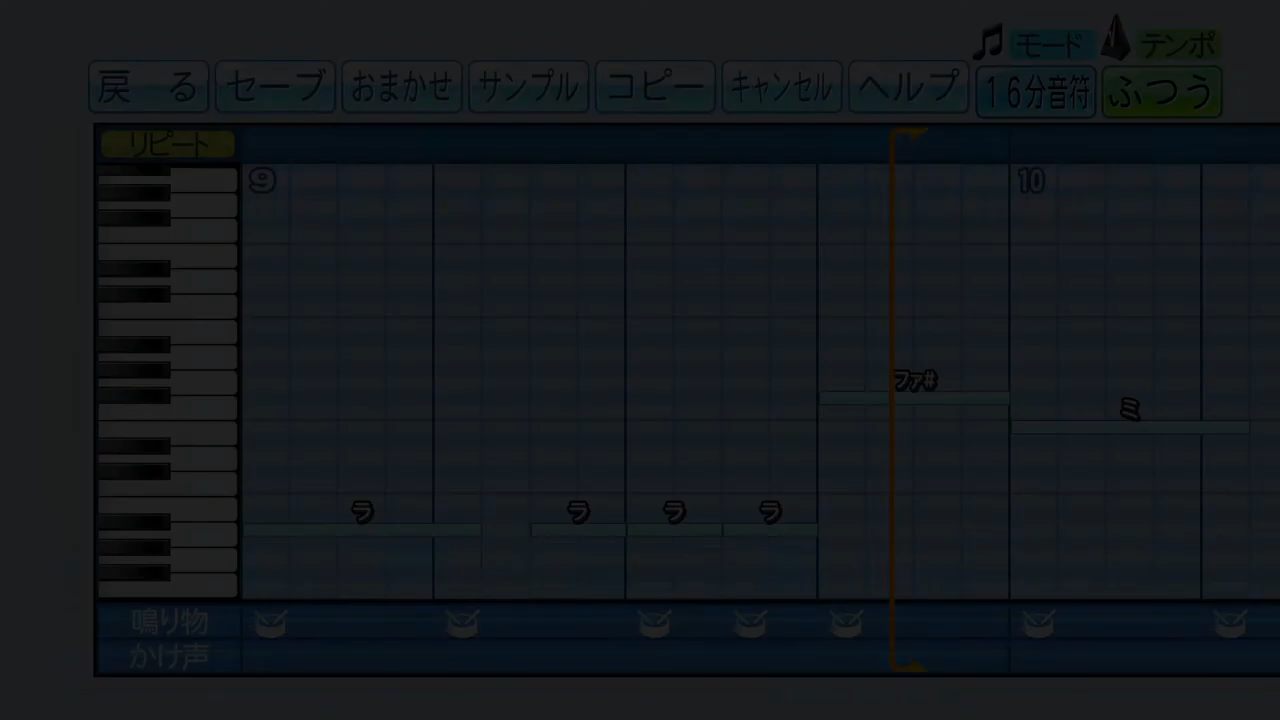 モード テンポ
戻 る セーブ おまかせ サンプル コピー キャンセル ヘルプ 16分音符 ふつう
リピート
9 10
ファ#
ミ
ラ ラ ラ ラ
鳴り物
かけ声